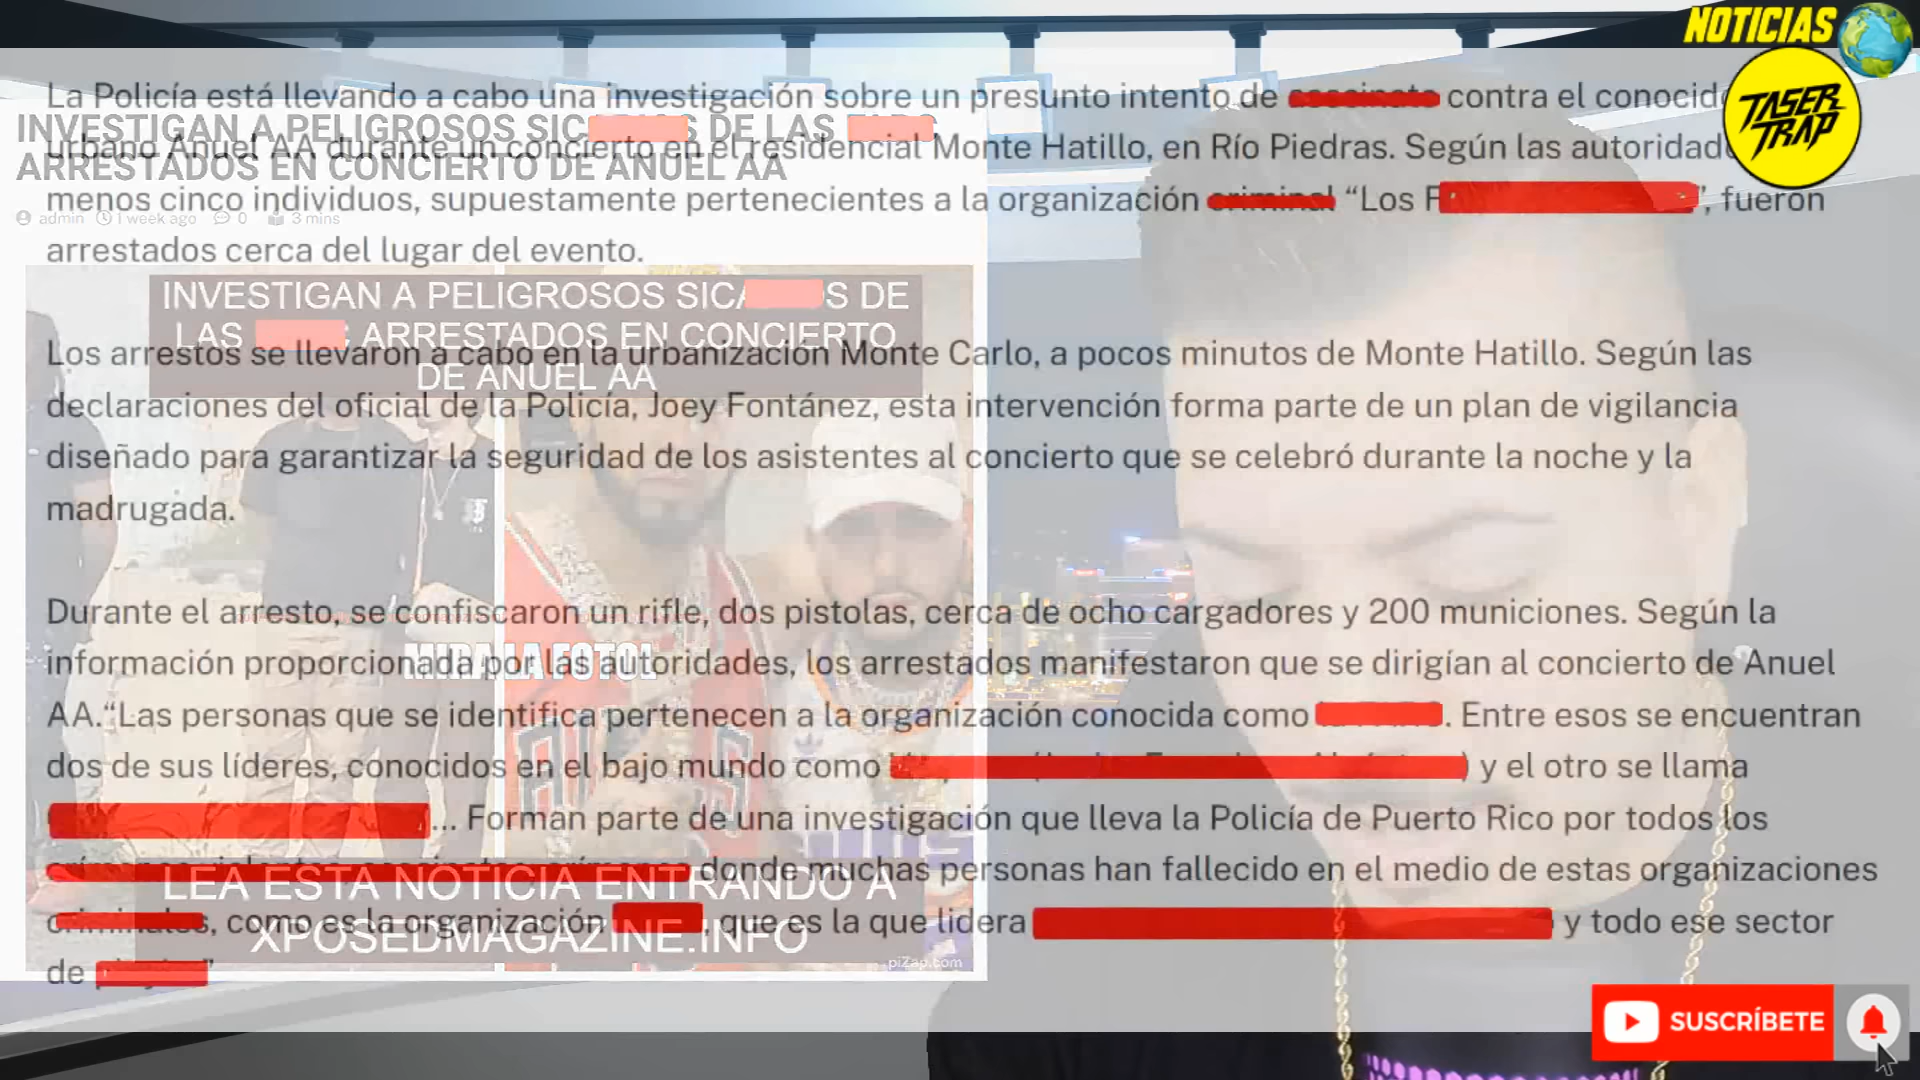 NOTICIAS
TASER
TRAP
La Policía está llevando a cabo una investigación sobre un presunto intento de contra el conocido
urbano Anuel AA durante un concierto en el residencial Monte Hatillo, en Río Piedras. Según las
menos cinco individuos, supuestamente pertenecientes a la organización criminal “Los F ”, fueron
arrestados cerca del lugar del evento.
Los arrestos se llevaron a cabo en la urbanización Monte Carlo, a pocos minutos de Monte Hatillo. Según las
declaraciones del oficial de la Policía, Joey Fontánez, esta intervención forma parte de un plan de vigilancia
diseñado para garantizar la seguridad de los asistentes al concierto que se celebró durante la noche y la
madrugada.
Durante el arresto, se confiscaron un rifle, dos pistolas, cerca de ocho cargadores y 200 municiones. Según la
información proporcionada por las autoridades, los arrestados manifestaron que se dirigían al concierto de Anuel
AA.“Las personas que se identifica pertenecen a la organización conocida como . Entre esos se encuentran
dos de sus líderes, conocidos en el bajo mundo como ) y el otro se llama
... Forman parte de una investigación que lleva la Policía de Puerto Rico por todos los
donde muchas personas han fallecido en el medio de estas organizaciones
criminales, como es la organización , que es la que lidera y todo ese sector
de ”
INVESTIGAN A PELIGROSOS SIC S DE LAS
ARRESTADOS EN CONCIERTO DE ANUEL AA
admin 1 week ago 0 3 mins
INVESTIGAN A PELIGROSOS SICA S DE
LAS ARRESTADOS EN CONCIERTO
DE ANUEL AA
MIRA LA FOTO!
LEA ESTA NOTICIA ENTRANDO A
XPOSEDMAGAZINE.INFO
piZap.com
SUSCRÍBETE